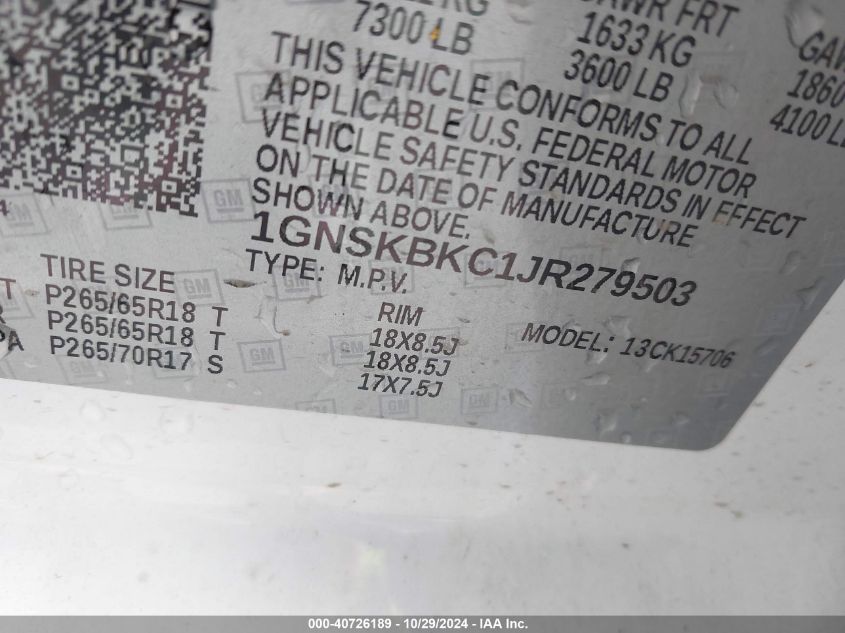 KG
7300 LB
GAWR FRT
1633 KG
3600 LB
1860
4100 LB
THIS VEHICLE CONFORMS TO ALL
APPLICABLE U.S. FEDERAL MOTOR
VEHICLE SAFETY STANDARDS IN EFFECT
ON THE DATE OF MANUFACTURE
SHOWN ABOVE.
1GNSKBKC1JR279503
TYPE: M.P.V.
MODEL: 13CK15706
TIRE SIZE
RIM
P265/65R18 T
18X8.5J
P265/65R18 T
18X8.5J
P265/70R17 S
17X7.5J
GM
000-40726189 - 10/29/2024 - IAA Inc.